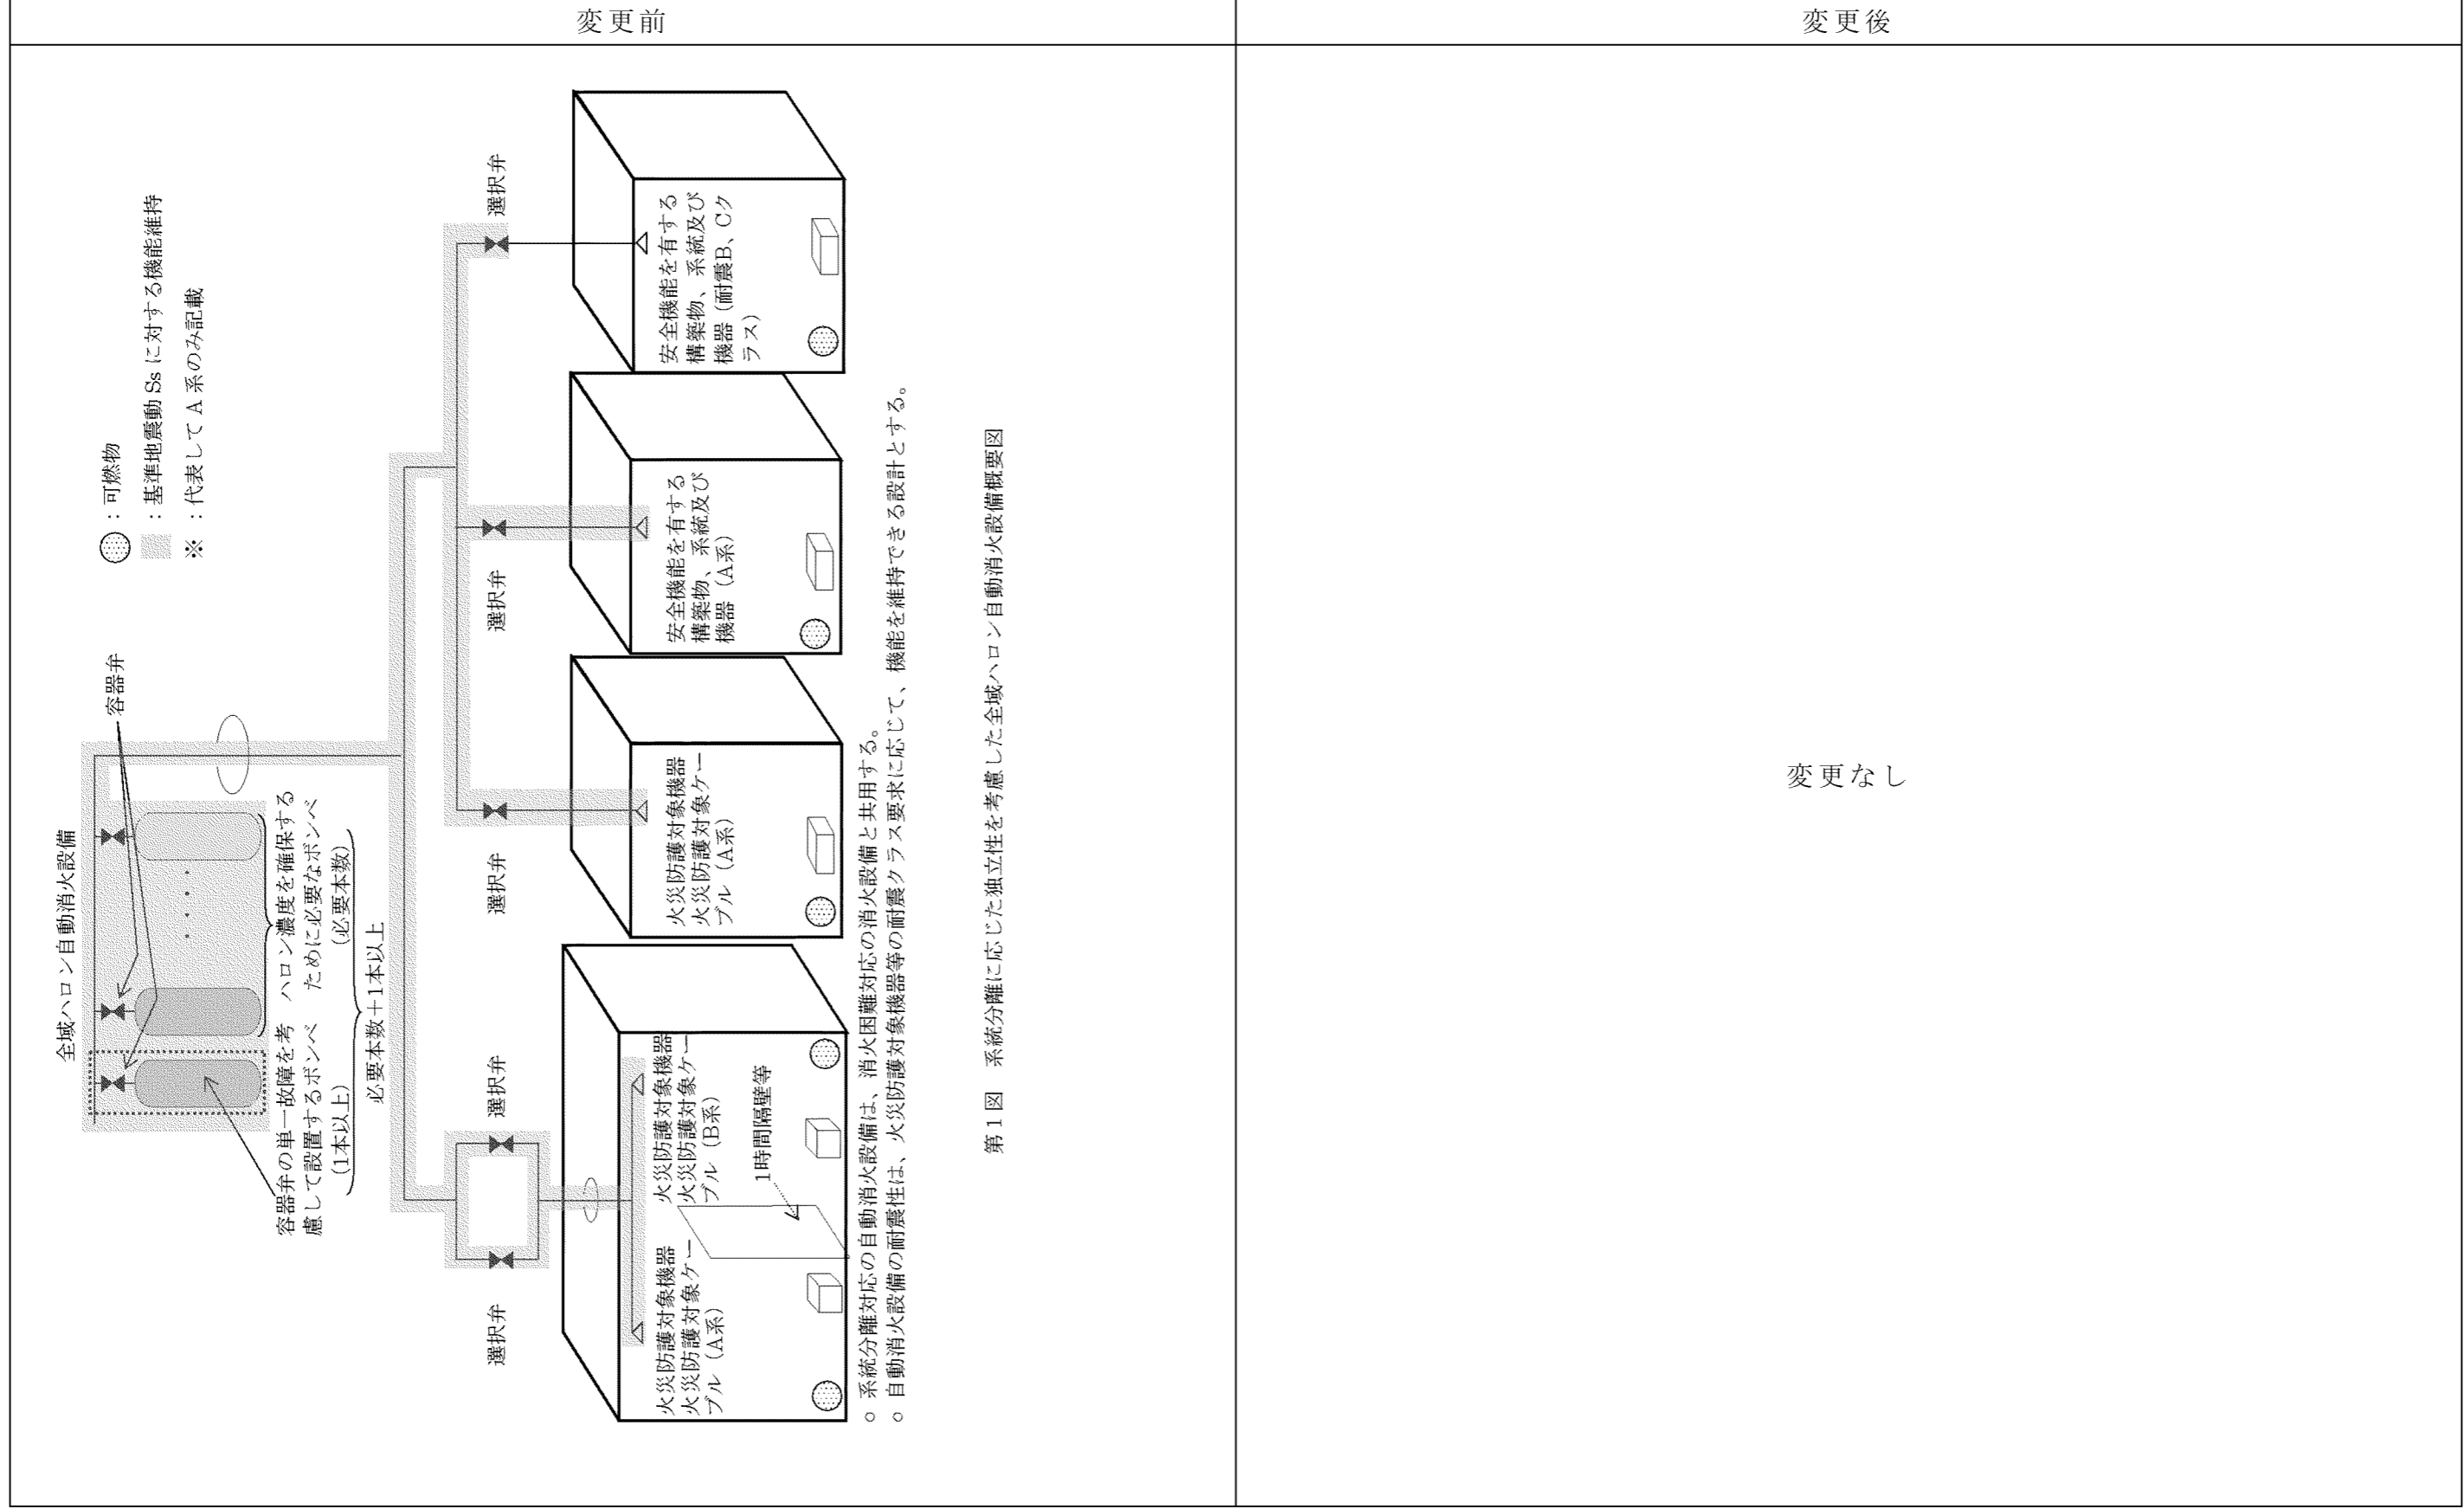 変更前
変更後
全域ハロン自動消火設備
容器弁
：可燃物
：基準地震動 Ss に対する機能維持
※：代表して A 系のみ記載
容器弁の単一故障を考
慮して設置するボンベ
（1本以上）
ハロン濃度を確保する
ために必要なボンベ
（必要本数）
必要本数＋1本以上
選択弁
選択弁
選択弁
選択弁
選択弁
火災防護対象機器
火災防護対象ケー
ブル（A系）
火災防護対象機器
火災防護対象ケー
ブル（B系）
1時間隔壁等
火災防護対象機器
火災防護対象ケー
ブル（A系）
安全機能を有する
構築物、系統及び
機器（A系）
安全機能を有する
構築物、系統及び
機器（耐震B、Cク
ラス）
○ 系統分離対応の自動消火設備は、消火困難対応の消火設備と共用する。
○ 自動消火設備の耐震性は、火災防護対象機器等の耐震クラス要求に応じて、機能を維持できる設計とする。
第1図　系統分離に応じた独立性を考慮した全域ハロン自動消火設備概要図
変更なし